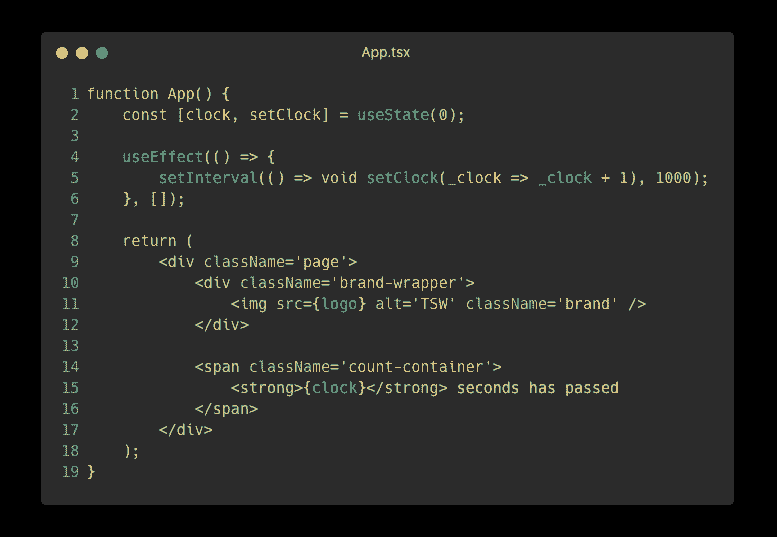 App.tsx
1 function App() {
2     const [clock, setClock] = useState(0);
3
4     useEffect(() => {
5         setInterval(() => void setClock(_clock => _clock + 1), 1000);
6     }, []);
7
8     return (
9         <div className='page'>
10             <div className='brand-wrapper'>
11                 <img src={logo} alt='TSW' className='brand' />
12             </div>
13
14             <span className='count-container'>
15                 <strong>{clock}</strong> seconds has passed
16             </span>
17         </div>
18     );
19 }